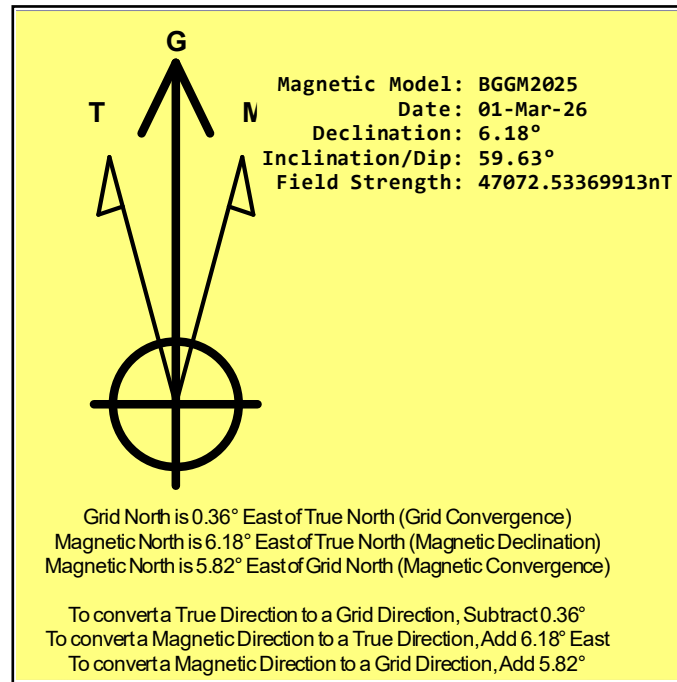 G
T
M
Magnetic Model: BGGM2025
Date: 01-Mar-26
Declination: 6.18º
Inclination/Dip: 59.63º
Field Strength: 47072.53369913nT
Grid North is 0.36° East of True North (Grid Convergence)
Magnetic North is 6.18° East of True North (Magnetic Declination)
Magnetic North is 5.82° East of Grid North (Magnetic Convergence)
To convert a True Direction to a Grid Direction, Subtract 0.36°
To convert a Magnetic Direction to a True Direction, Add 6.18° East
To convert a Magnetic Direction to a Grid Direction, Add 5.82°